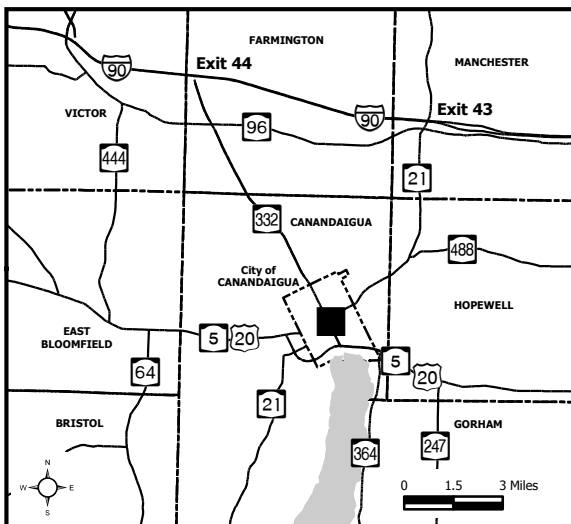 FARMINGTON
MANCHESTER
Exit 44
90
Exit 43
VICTOR
96
90
444
21
332
CANANDAIGUA
488
City of
CANANDAIGUA
HOPEWELL
EAST
BLOOMFIELD
5
20
5
64
20
21
BRISTOL
GORHAM
364
247
N
W
E
S
0 1.5 3 Miles